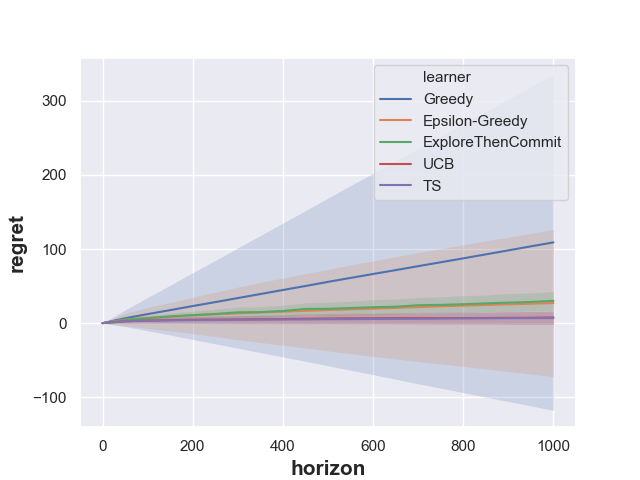 learner
Greedy
Epsilon-Greedy
ExploreThenCommit
UCB
TS
300
200
100
0
−100
regret
0 200 400 600 800 1000
horizon